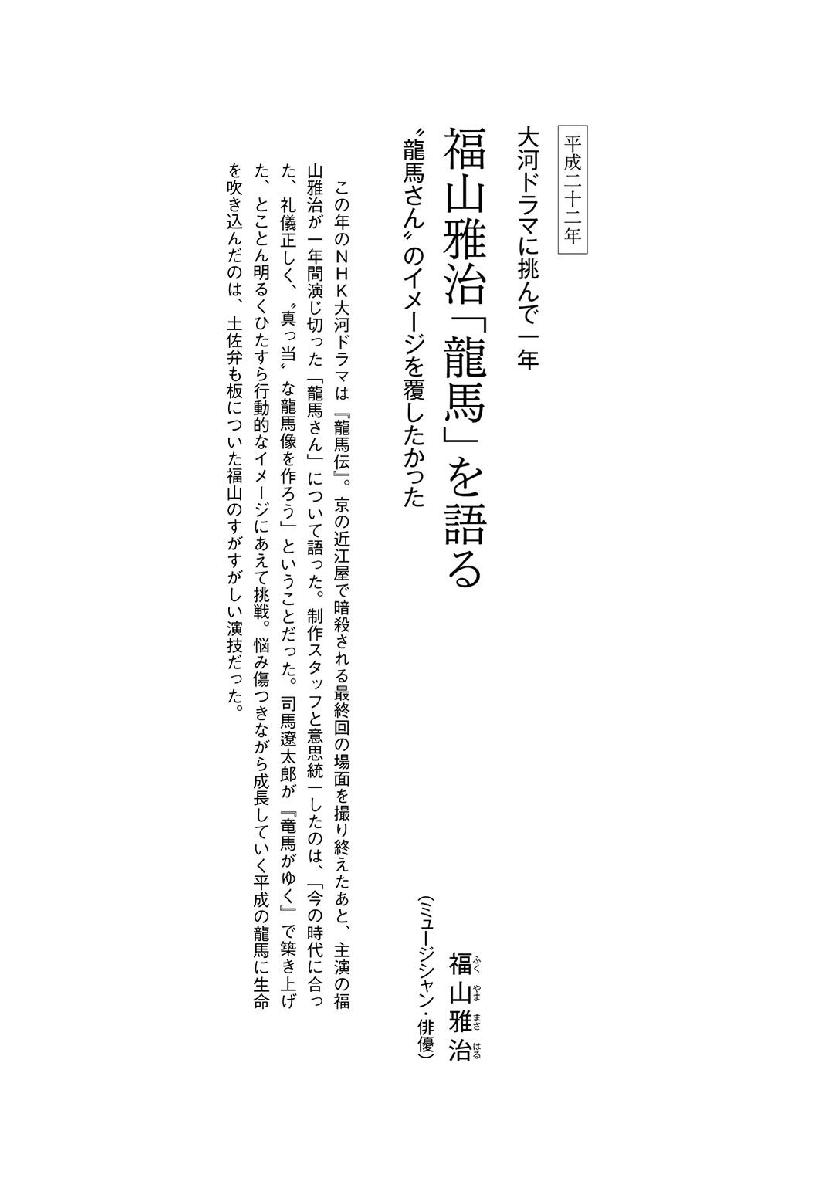 平成二十二年
大河ドラマに挑んで一年
福山雅治「龍馬」を語る
〝龍馬さん〟のイメージを覆したかった
福山雅治
ふくやままさはる
（ミュージシャン・俳優）
この年のNHK大河ドラマは『龍馬伝』。京の近江屋で暗殺される最終回の場面を撮り終えたあと、主演の福
山雅治が一年間演じ切った「龍馬さん」について語った。制作スタッフと意思統一したのは、「今の時代に合っ
た、礼儀正しく、〝真っ当〟な龍馬像を作ろう」ということだった。司馬遼太郎が『竜馬がゆく』で築き上げ
た、とことん明るくひたすら行動的なイメージにあえて挑戦。悩み傷つきながら成長していく平成の龍馬に生命
を吹き込んだのは、土佐弁も板についた福山のすがすがしい演技だった。